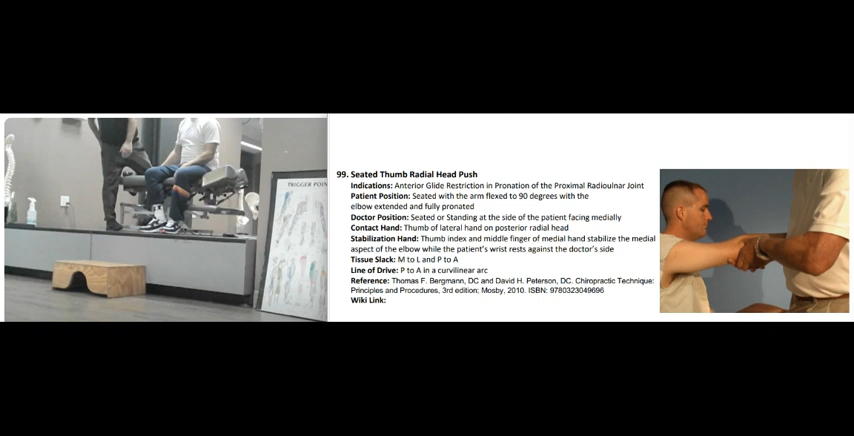 TRIGGER POIN
99. Seated Thumb Radial Head Push
Indications: Anterior Glide Restriction in Pronation of the Proximal Radioulnar Joint
Patient Position: Seated with the arm flexed to 90 degrees with the
elbow extended and fully pronated
Doctor Position: Seated or Standing at the side of the patient facing medially
Contact Hand: Thumb of lateral hand on posterior radial head
Stabilization Hand: Thumb index and middle finger of medial hand stabilize the medial
aspect of the elbow while the patient's wrist rests against the doctor's side
Tissue Slack: M to L and P to A
Line of Drive: P to A in a curvilinear arc
Reference: Thomas F. Bergmann, DC and David H. Peterson, DC. Chiropractic Technique:
Principles and Procedures, 3rd edition; Mosby, 2010. ISBN: 9780323049696
Wiki Link: